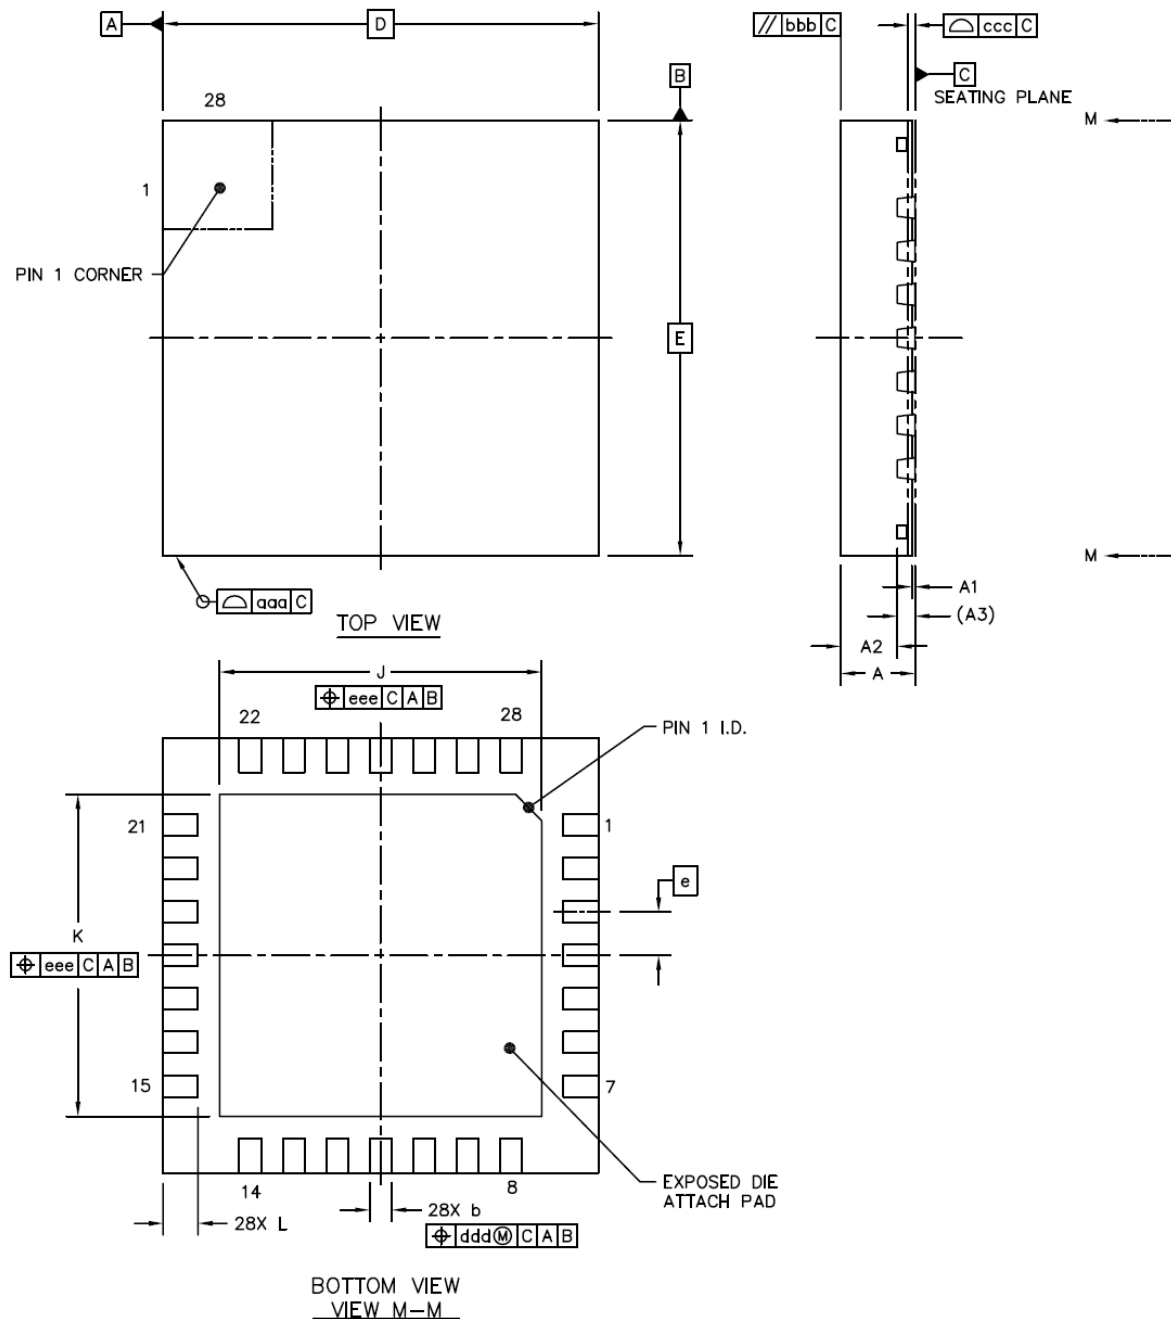 A
D
// bbb C
⌓ ccc C
B
C
SEATING PLANE
28
M
1
PIN 1 CORNER
E
M
A1
⌓ aaa C
(A3)
TOP VIEW
A2
A
J
⌖ eee C A B
22
28
PIN 1 I.D.
21
1
e
K
⌖ eee C A B
15
7
EXPOSED DIE
ATTACH PAD
14
8
28X L
28X b
⌖ ddd Ⓜ C A B
BOTTOM VIEW
VIEW M–M